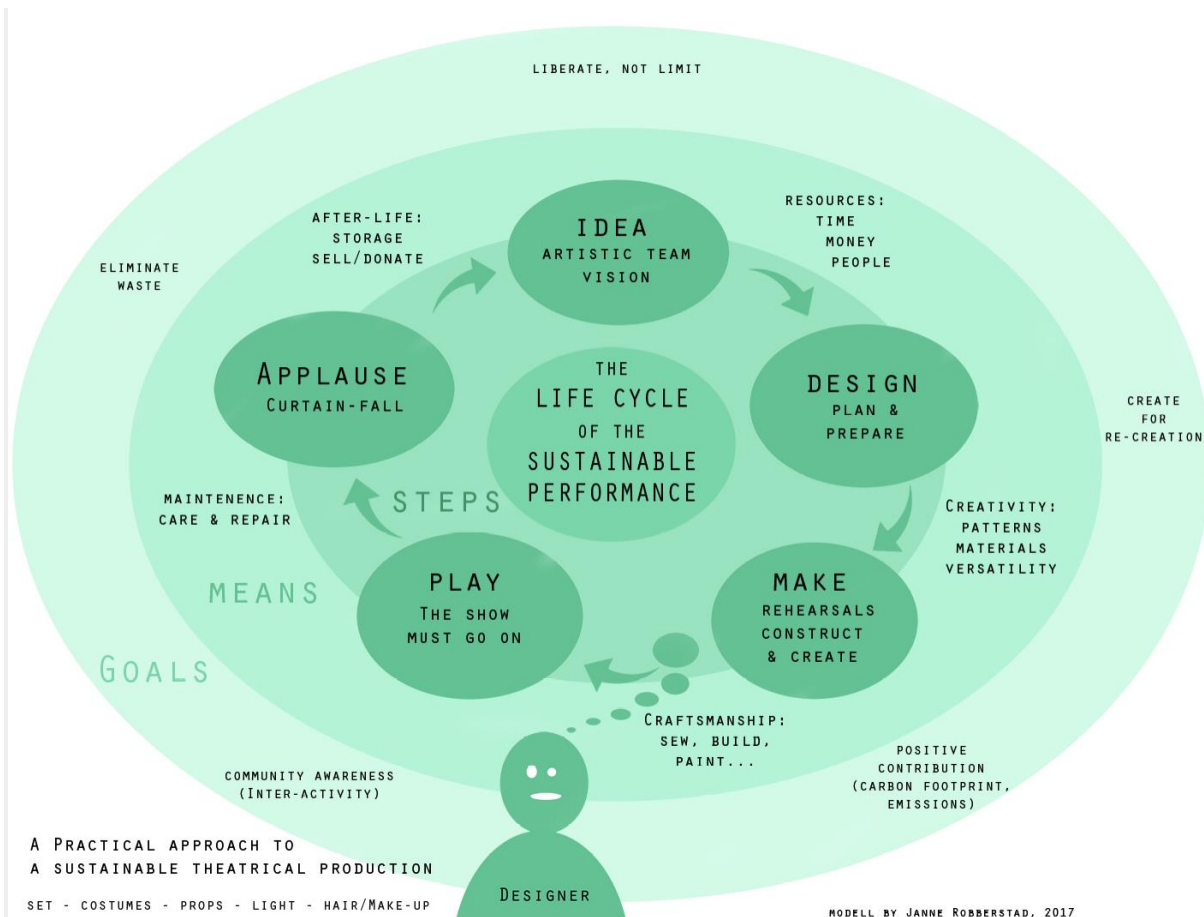 LIBERATE, NOT LIMIT
AFTER-LIFE:
STORAGE
SELL/DONATE
IDEA
ARTISTIC TEAM
VISION
RESOURCES:
TIME
MONEY
PEOPLE
ELIMINATE
WASTE
APPLAUSE
CURTAIN-FALL
THE
LIFE CYCLE
OF THE
SUSTAINABLE
PERFORMANCE
DESIGN
PLAN &
PREPARE
CREATE
FOR
RE-CREATION
MAINTENENCE:
CARE & REPAIR
STEPS
CREATIVITY:
PATTERNS
MATERIALS
VERSATILITY
MEANS
PLAY
THE SHOW
MUST GO ON
MAKE
REHEARSALS
CONSTRUCT
& CREATE
GOALS
CRAFTSMANSHIP:
SEW, BUILD,
PAINT...
COMMUNITY AWARENESS
(INTER-ACTIVITY)
POSITIVE
CONTRIBUTION
(CARBON FOOTPRINT,
EMISSIONS)
A PRACTICAL APPROACH TO
A SUSTAINABLE THEATRICAL PRODUCTION
SET - COSTUMES - PROPS - LIGHT - HAIR/MAKE-UP
DESIGNER
MODELL BY JANNE ROBBERSTAD, 2017